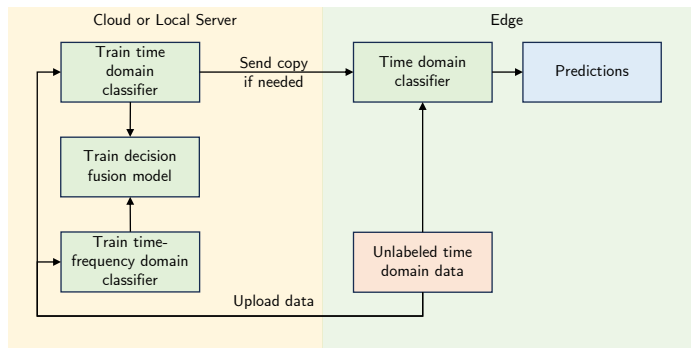 Cloud or Local Server
Edge
Train time
domain
classifier
Send copy
if needed
Time domain
classifier
Predictions
Train decision
fusion model
Train time-
frequency domain
classifier
Unlabeled time
domain data
Upload data